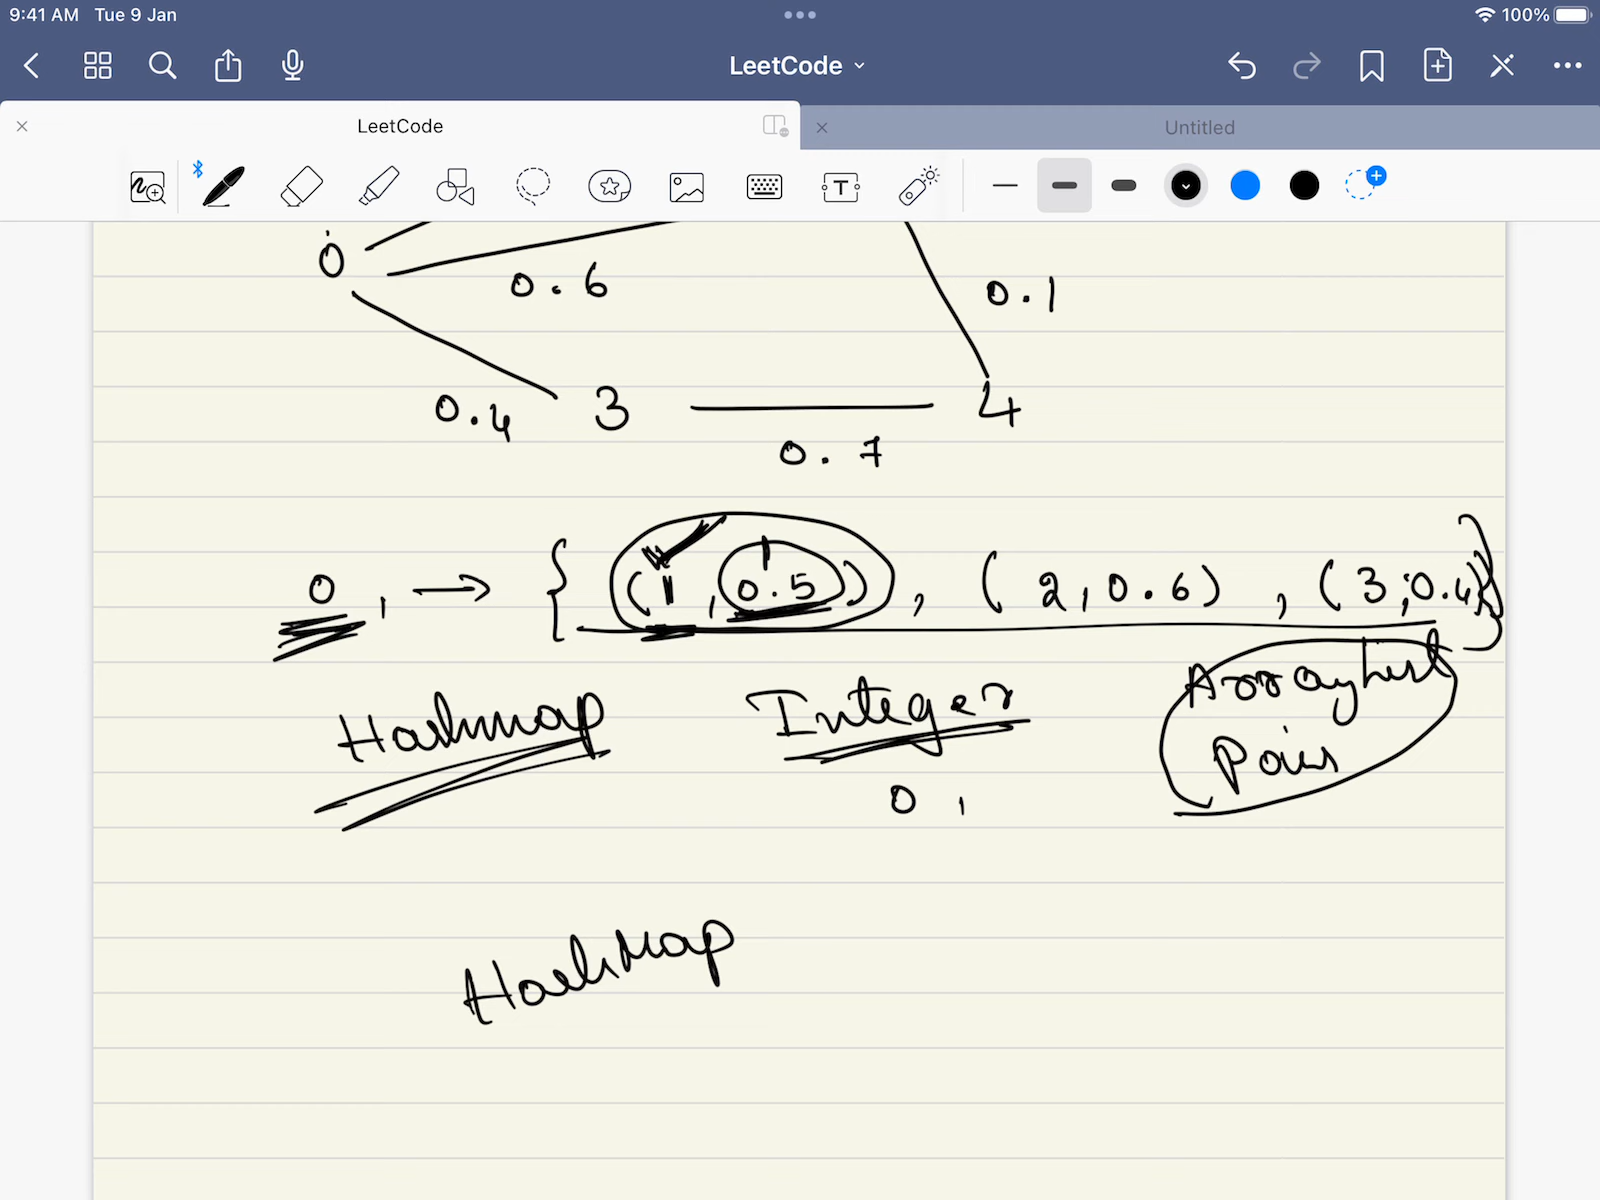 9:41 AM Tue 9 Jan
100%
LeetCode
LeetCode
Untitled
T
0
0.6
0.1
0.4 3 4
0.7
0, → { (1, 0.5), (2, 0.6), (3, 0.4) }
Hashmap Integer ArrayList
Pair
0,
HashMap